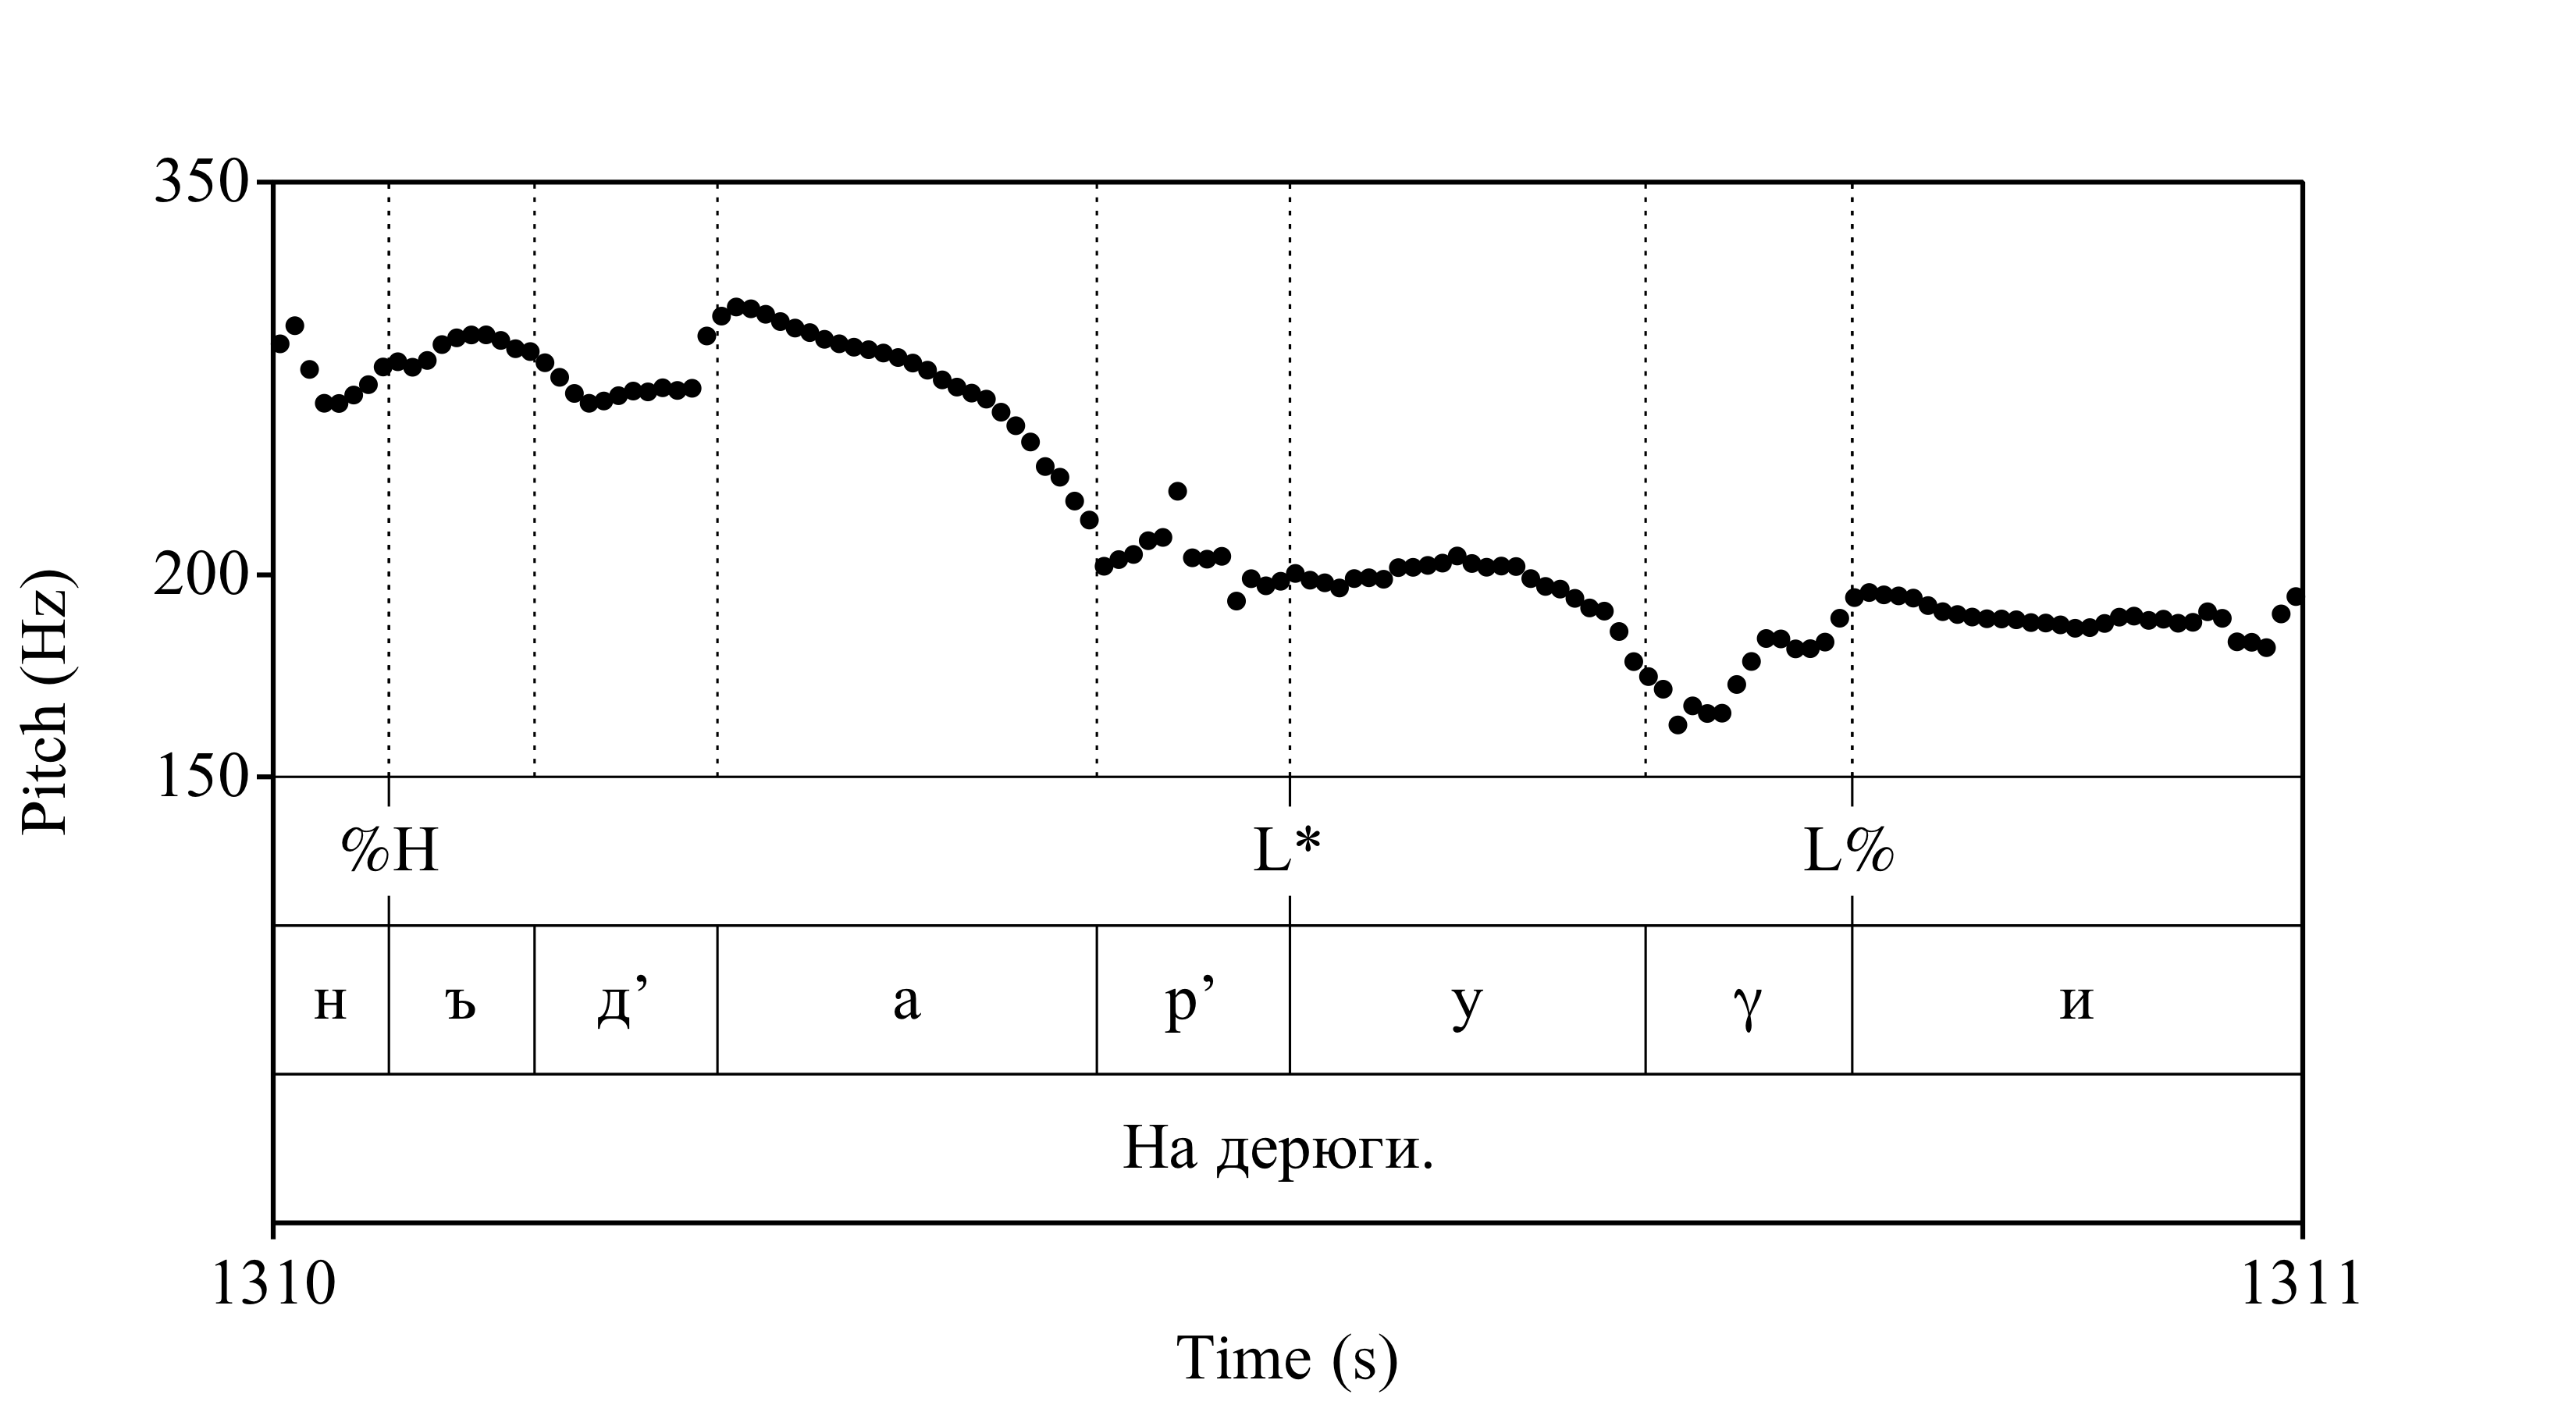 350
200
150
Pitch (Hz)
%H L* L%
н ъ д’ а р’ у γ и
На дерюги.
1310 1311
Time (s)